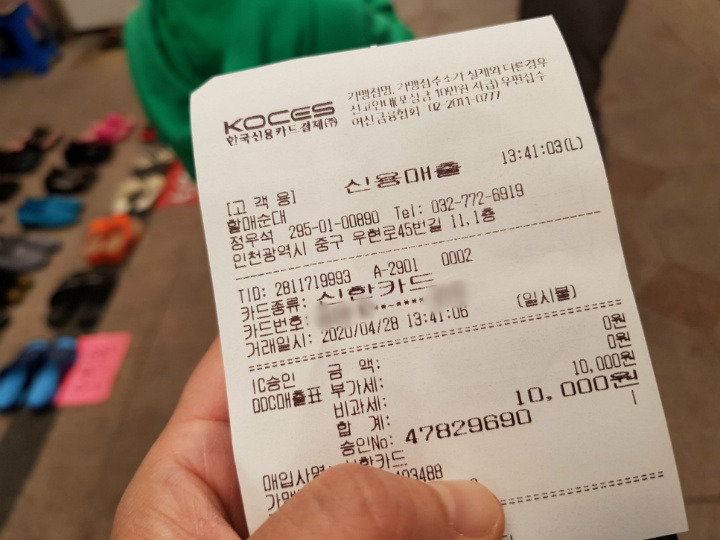 KOCES
한국신용카드결제(주)
가맹점명, 가맹점주소가 실제와 다른경우
신고안내(포상금 10만원 지급) 우편접수
여신금융협회 02-2011-0777
신용매출
13:41:03(L)
[고 객 용]
할매순대
정우석 295-01-00890 Tel: 032-772-6919
인천광역시 중구 우현로45번길 11,1층
TID: 2811719993 A-2901 0002
카드종류: 신한카드
카드번호:
거래일시: 2020/04/28 13:41:06 (일시불)
IC승인 금 액: 0원
DDC매출표 부가세: 0원
비과세: 10,000원
합 계: 10,000원
승인No: 47829690
매입사명: 신한카드